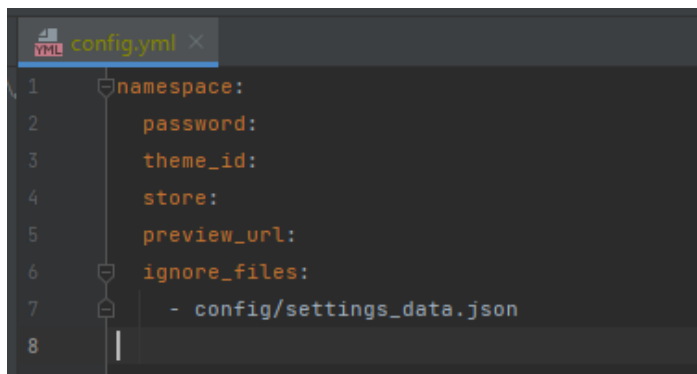 YML config.yml ×
1 namespace:
2   password:
3   theme_id:
4   store:
5   preview_url:
6   ignore_files:
7     - config/settings_data.json
8